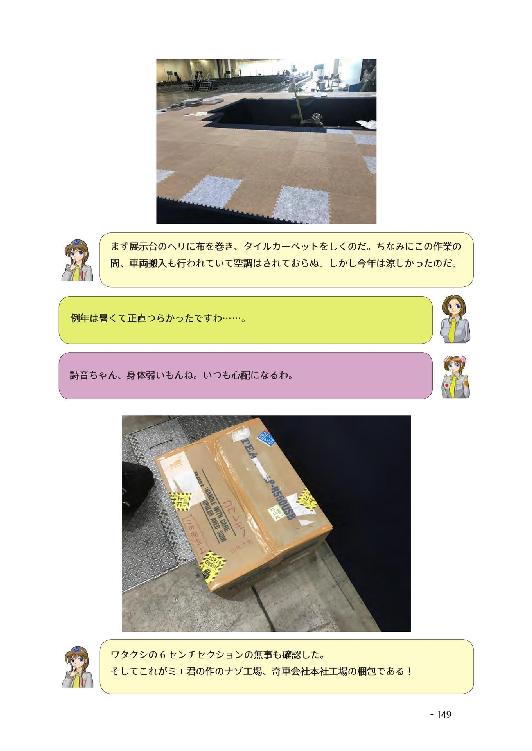 まず展示台のヘリに布を巻き、タイルカーペットをしくのだ。ちなみにこの作業の
間、車両搬入も行われていて空調はされておらぬ。しかし今年は涼しかったのだ。
例年は暑くて正直つらかったですわ……。
詩音ちゃん、身体弱いもんね。いつも心配になるわ。
HANDLE WITH CARE
ワタクシの6センチセクションの無事も確認した。
そしてこれがミエ君の作のナゾ工場、奇車会社本社工場の梱包である！
- 149